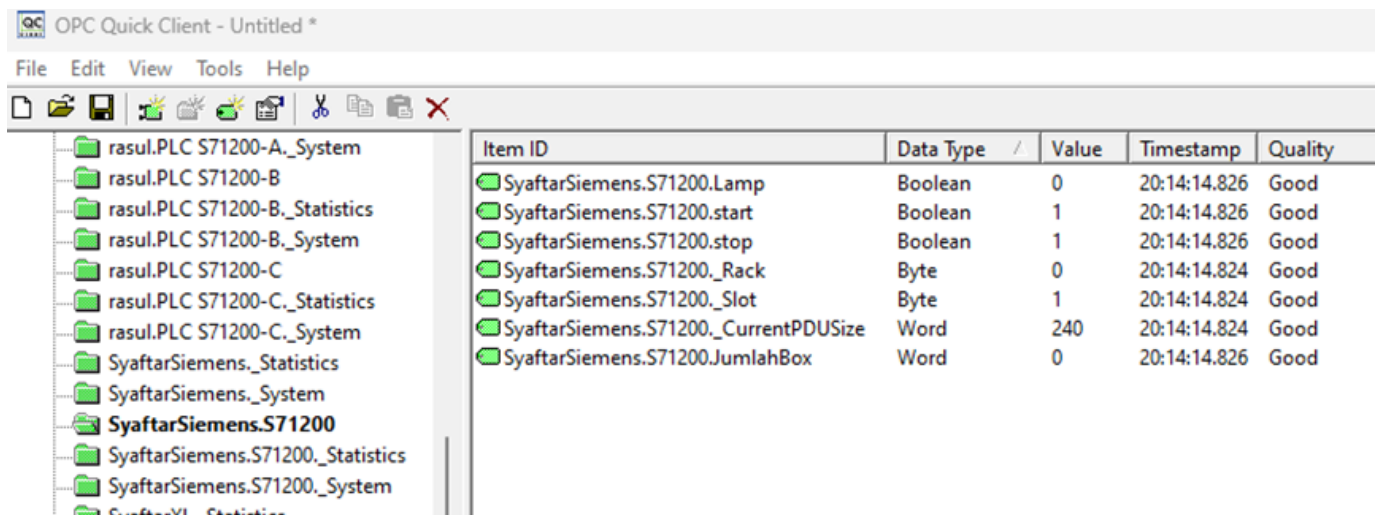 OPC Quick Client - Untitled *
File Edit View Tools Help
rasul.PLC S71200-A._System
rasul.PLC S71200-B
rasul.PLC S71200-B._Statistics
rasul.PLC S71200-B._System
rasul.PLC S71200-C
rasul.PLC S71200-C._Statistics
rasul.PLC S71200-C._System
SyaftarSiemens._Statistics
SyaftarSiemens._System
SyaftarSiemens.S71200
SyaftarSiemens.S71200._Statistics
SyaftarSiemens.S71200._System
Item ID Data Type Value Timestamp Quality
SyaftarSiemens.S71200.Lamp Boolean 0 20:14:14.826 Good
SyaftarSiemens.S71200.start Boolean 1 20:14:14.826 Good
SyaftarSiemens.S71200.stop Boolean 1 20:14:14.826 Good
SyaftarSiemens.S71200._Rack Byte 0 20:14:14.824 Good
SyaftarSiemens.S71200._Slot Byte 1 20:14:14.824 Good
SyaftarSiemens.S71200._CurrentPDUSize Word 240 20:14:14.824 Good
SyaftarSiemens.S71200.JumlahBox Word 0 20:14:14.826 Good